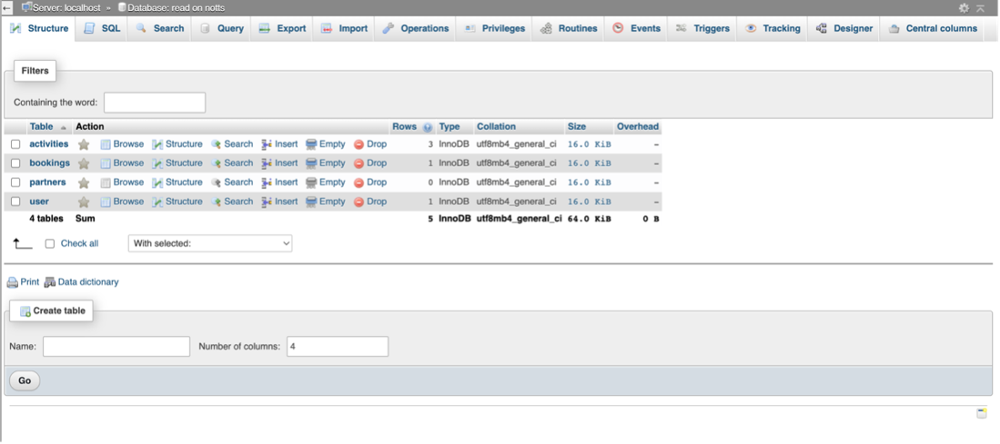 Server: localhost » Database: read on notts
Structure SQL Search Query Export Import Operations Privileges Routines Events Triggers Tracking Designer Central columns
Filters
Containing the word:
Table Action Rows Type Collation Size Overhead
activities Browse Structure Search Insert Empty Drop 3 InnoDB utf8mb4_general_ci 16.0 KiB -
bookings Browse Structure Search Insert Empty Drop 1 InnoDB utf8mb4_general_ci 16.0 KiB -
partners Browse Structure Search Insert Empty Drop 0 InnoDB utf8mb4_general_ci 16.0 KiB -
user Browse Structure Search Insert Empty Drop 1 InnoDB utf8mb4_general_ci 16.0 KiB -
4 tables Sum 5 InnoDB utf8mb4_general_ci 64.0 KiB 0 B
Check all With selected:
Print Data dictionary
Create table
Name: Number of columns: 4
Go